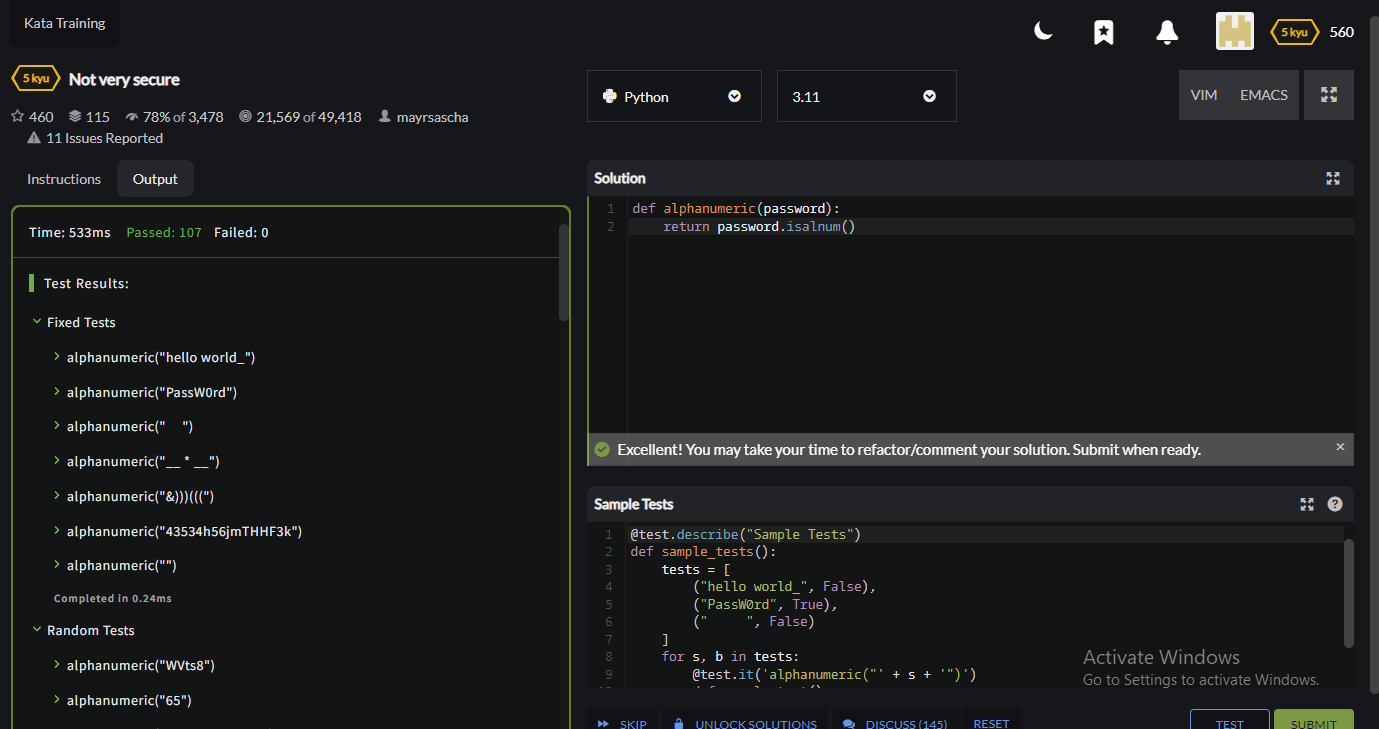 Kata Training
5 kyu 560
5 kyu Not very secure
460 115 78% of 3,478 21,569 of 49,418 mayrsascha
11 Issues Reported
Instructions Output
Time: 533ms Passed: 107 Failed: 0
Test Results:
Fixed Tests
alphanumeric("hello world_")
alphanumeric("PassW0rd")
alphanumeric("     ")
alphanumeric("__ * __")
alphanumeric("&)))(((")
alphanumeric("43534h56jmTHHF3k")
alphanumeric("")
Completed in 0.24ms
Random Tests
alphanumeric("WVts8")
alphanumeric("65")
Python 3.11 VIM EMACS
Solution
1 def alphanumeric(password):
2     return password.isalnum()
Excellent! You may take your time to refactor/comment your solution. Submit when ready.
Sample Tests
1 @test.describe("Sample Tests")
2 def sample_tests():
3     tests = [
4         ("hello world_", False),
5         ("PassW0rd", True),
6         ("     ", False)
7     ]
8     for s, b in tests:
9         @test.it('alphanumeric("' + s + '")')
Activate Windows
Go to Settings to activate Windows.
SKIP UNLOCK SOLUTIONS DISCUSS (145) RESET TEST SUBMIT